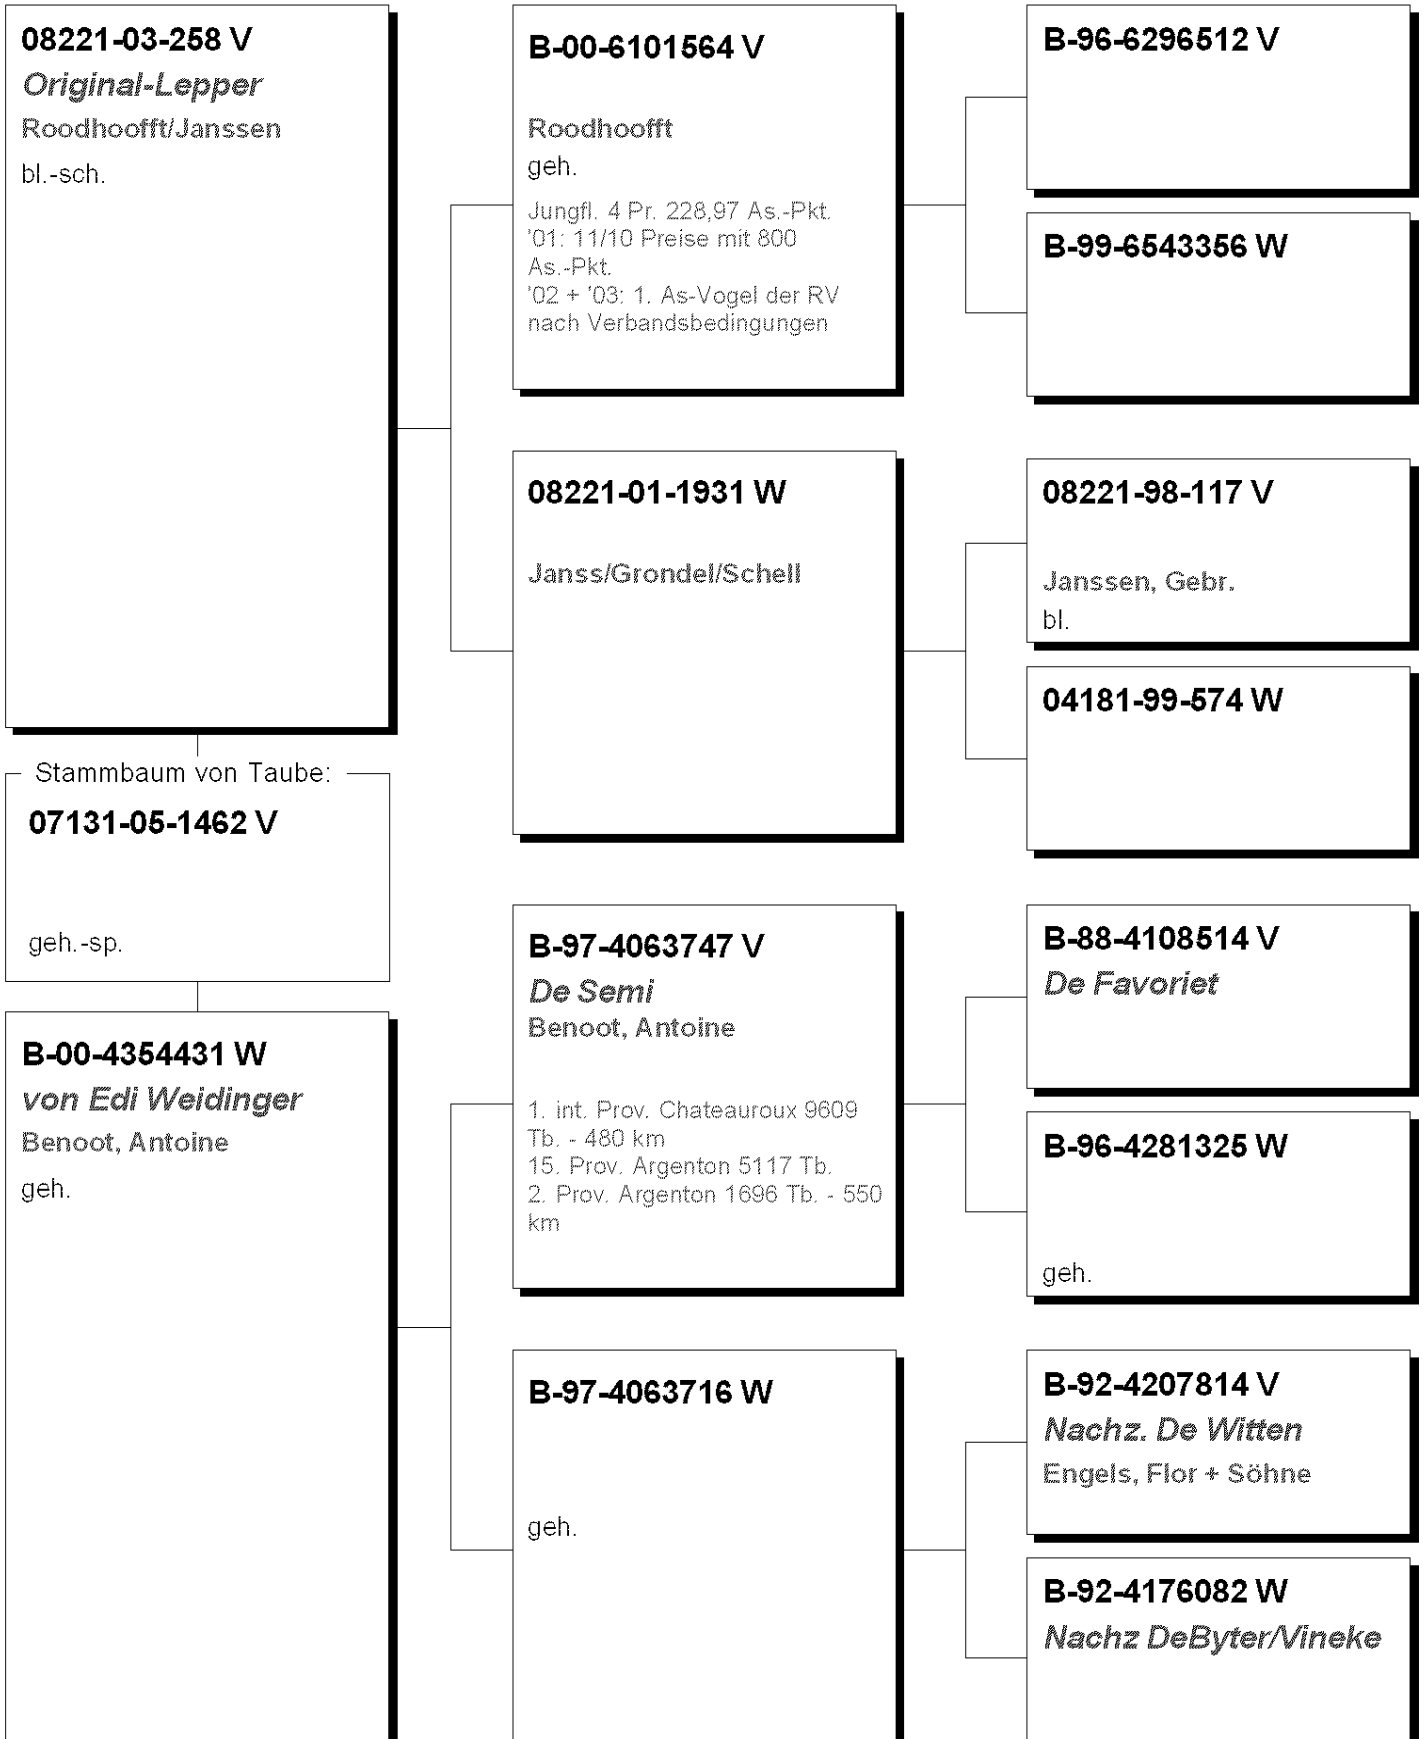 08221-03-258 V
Original-Lepper
Roodhoofft/Janssen
bl.-sch.
Stammbaum von Taube:
07131-05-1462 V
geh.-sp.
B-00-4354431 W
von Edi Weidinger
Benoot, Antoine
geh.
B-00-6101564 V
Roodhoofft
geh.
Jungfl. 4 Pr. 228,97 As.-Pkt.
'01: 11/10 Preise mit 800
As.-Pkt.
'02 + '03: 1. As-Vogel der RV
nach Verbandsbedingungen
08221-01-1931 W
Janss/Grondel/Schell
B-97-4063747 V
De Semi
Benoot, Antoine
1. int. Prov. Chateauroux 9609
Tb. - 480 km
15. Prov. Argenton 5117 Tb.
2. Prov. Argenton 1696 Tb. - 550
km
B-97-4063716 W
geh.
B-96-6296512 V
B-99-6543356 W
08221-98-117 V
Janssen, Gebr.
bl.
04181-99-574 W
B-88-4108514 V
De Favoriet
B-96-4281325 W
geh.
B-92-4207814 V
Nachz. De Witten
Engels, Flor + Söhne
B-92-4176082 W
Nachz DeByter/Vineke